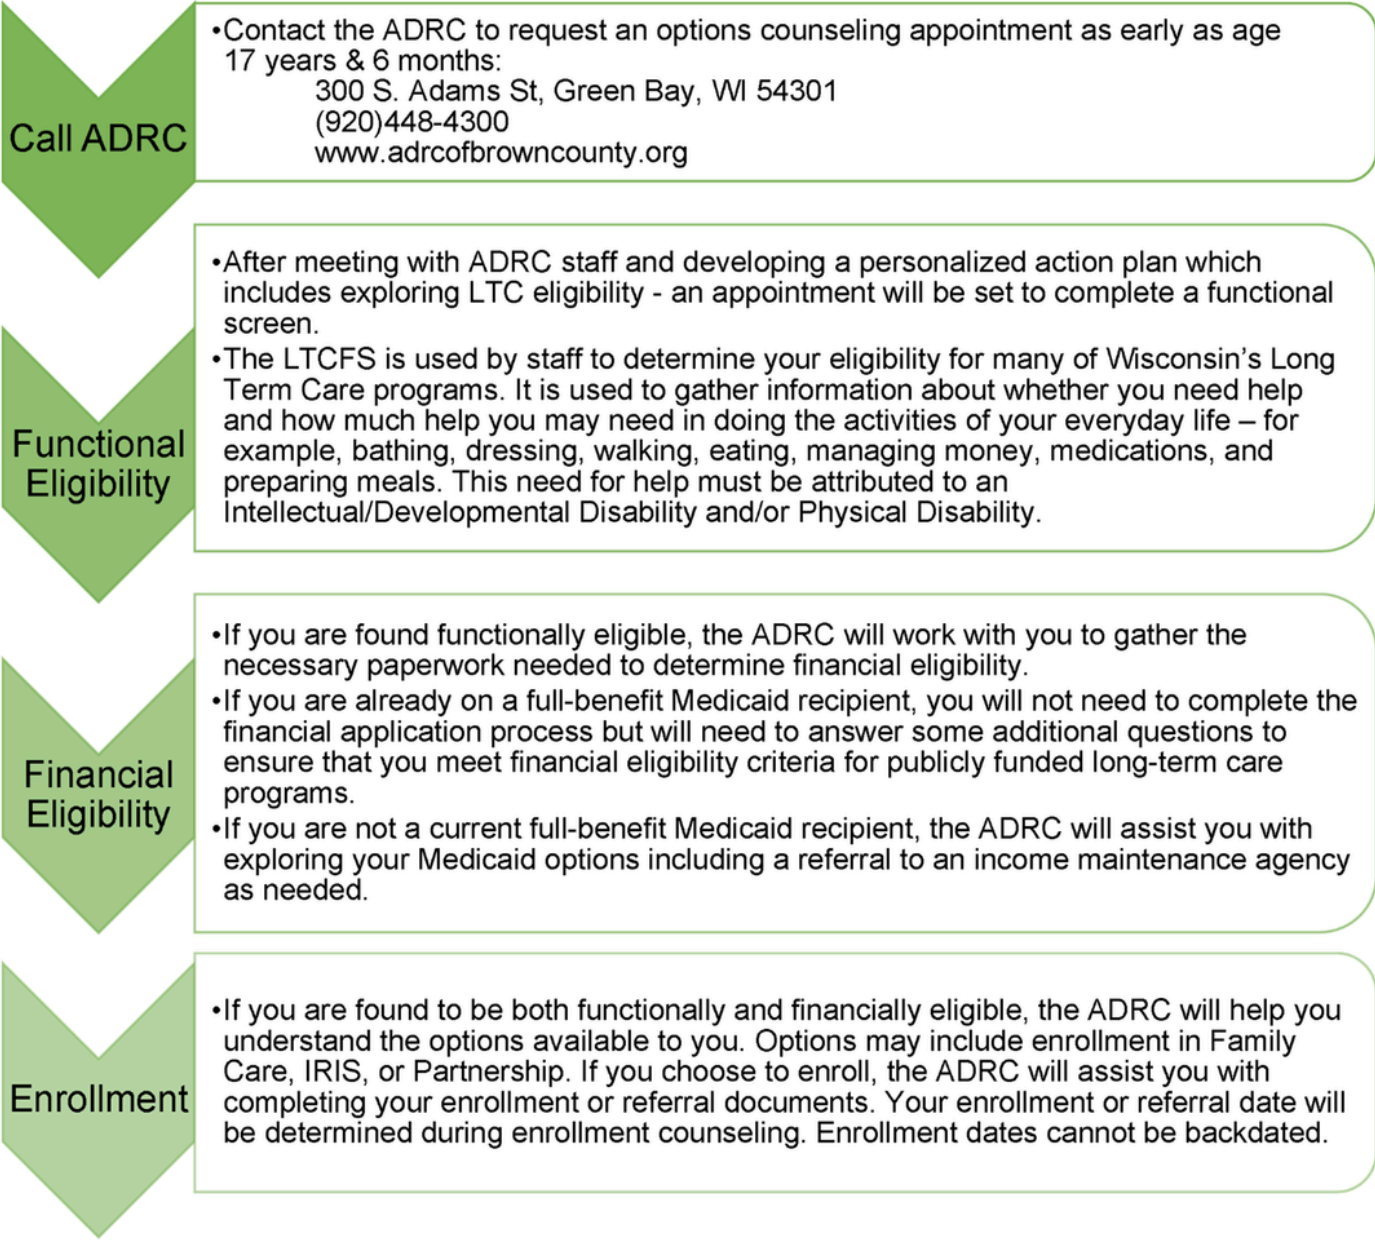 Call ADRC
•Contact the ADRC to request an options counseling appointment as early as age
17 years & 6 months:
300 S. Adams St, Green Bay, WI 54301
(920)448-4300
www.adrcofbrowncounty.org
Functional
Eligibility
•After meeting with ADRC staff and developing a personalized action plan which
includes exploring LTC eligibility - an appointment will be set to complete a functional
screen.
•The LTCFS is used by staff to determine your eligibility for many of Wisconsin’s Long
Term Care programs. It is used to gather information about whether you need help
and how much help you may need in doing the activities of your everyday life – for
example, bathing, dressing, walking, eating, managing money, medications, and
preparing meals. This need for help must be attributed to an
Intellectual/Developmental Disability and/or Physical Disability.
Financial
Eligibility
•If you are found functionally eligible, the ADRC will work with you to gather the
necessary paperwork needed to determine financial eligibility.
•If you are already on a full-benefit Medicaid recipient, you will not need to complete the
financial application process but will need to answer some additional questions to
ensure that you meet financial eligibility criteria for publicly funded long-term care
programs.
•If you are not a current full-benefit Medicaid recipient, the ADRC will assist you with
exploring your Medicaid options including a referral to an income maintenance agency
as needed.
Enrollment
•If you are found to be both functionally and financially eligible, the ADRC will help you
understand the options available to you. Options may include enrollment in Family
Care, IRIS, or Partnership. If you choose to enroll, the ADRC will assist you with
completing your enrollment or referral documents. Your enrollment or referral date will
be determined during enrollment counseling. Enrollment dates cannot be backdated.